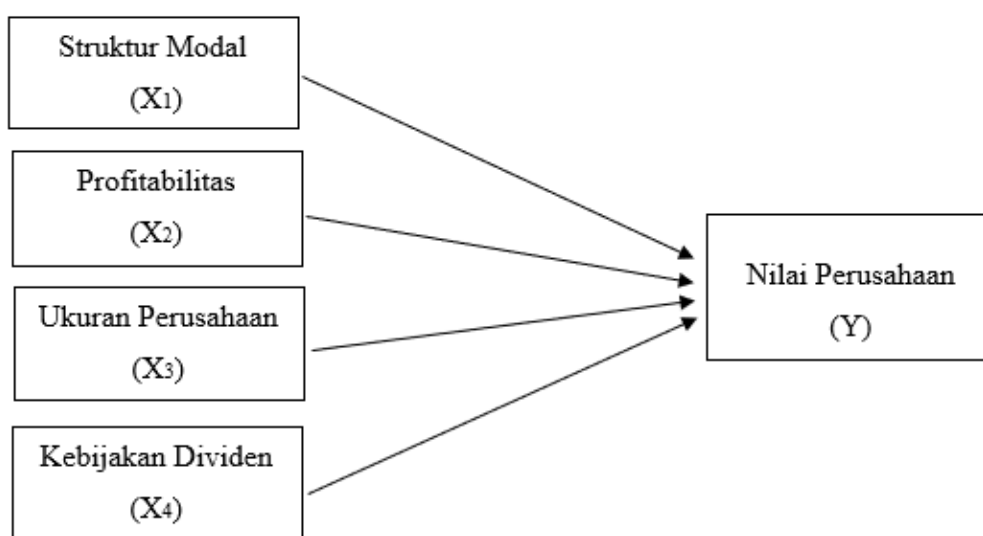 Struktur Modal
(X1)
Profitabilitas
(X2)
Ukuran Perusahaan
(X3)
Kebijakan Dividen
(X4)
Nilai Perusahaan
(Y)